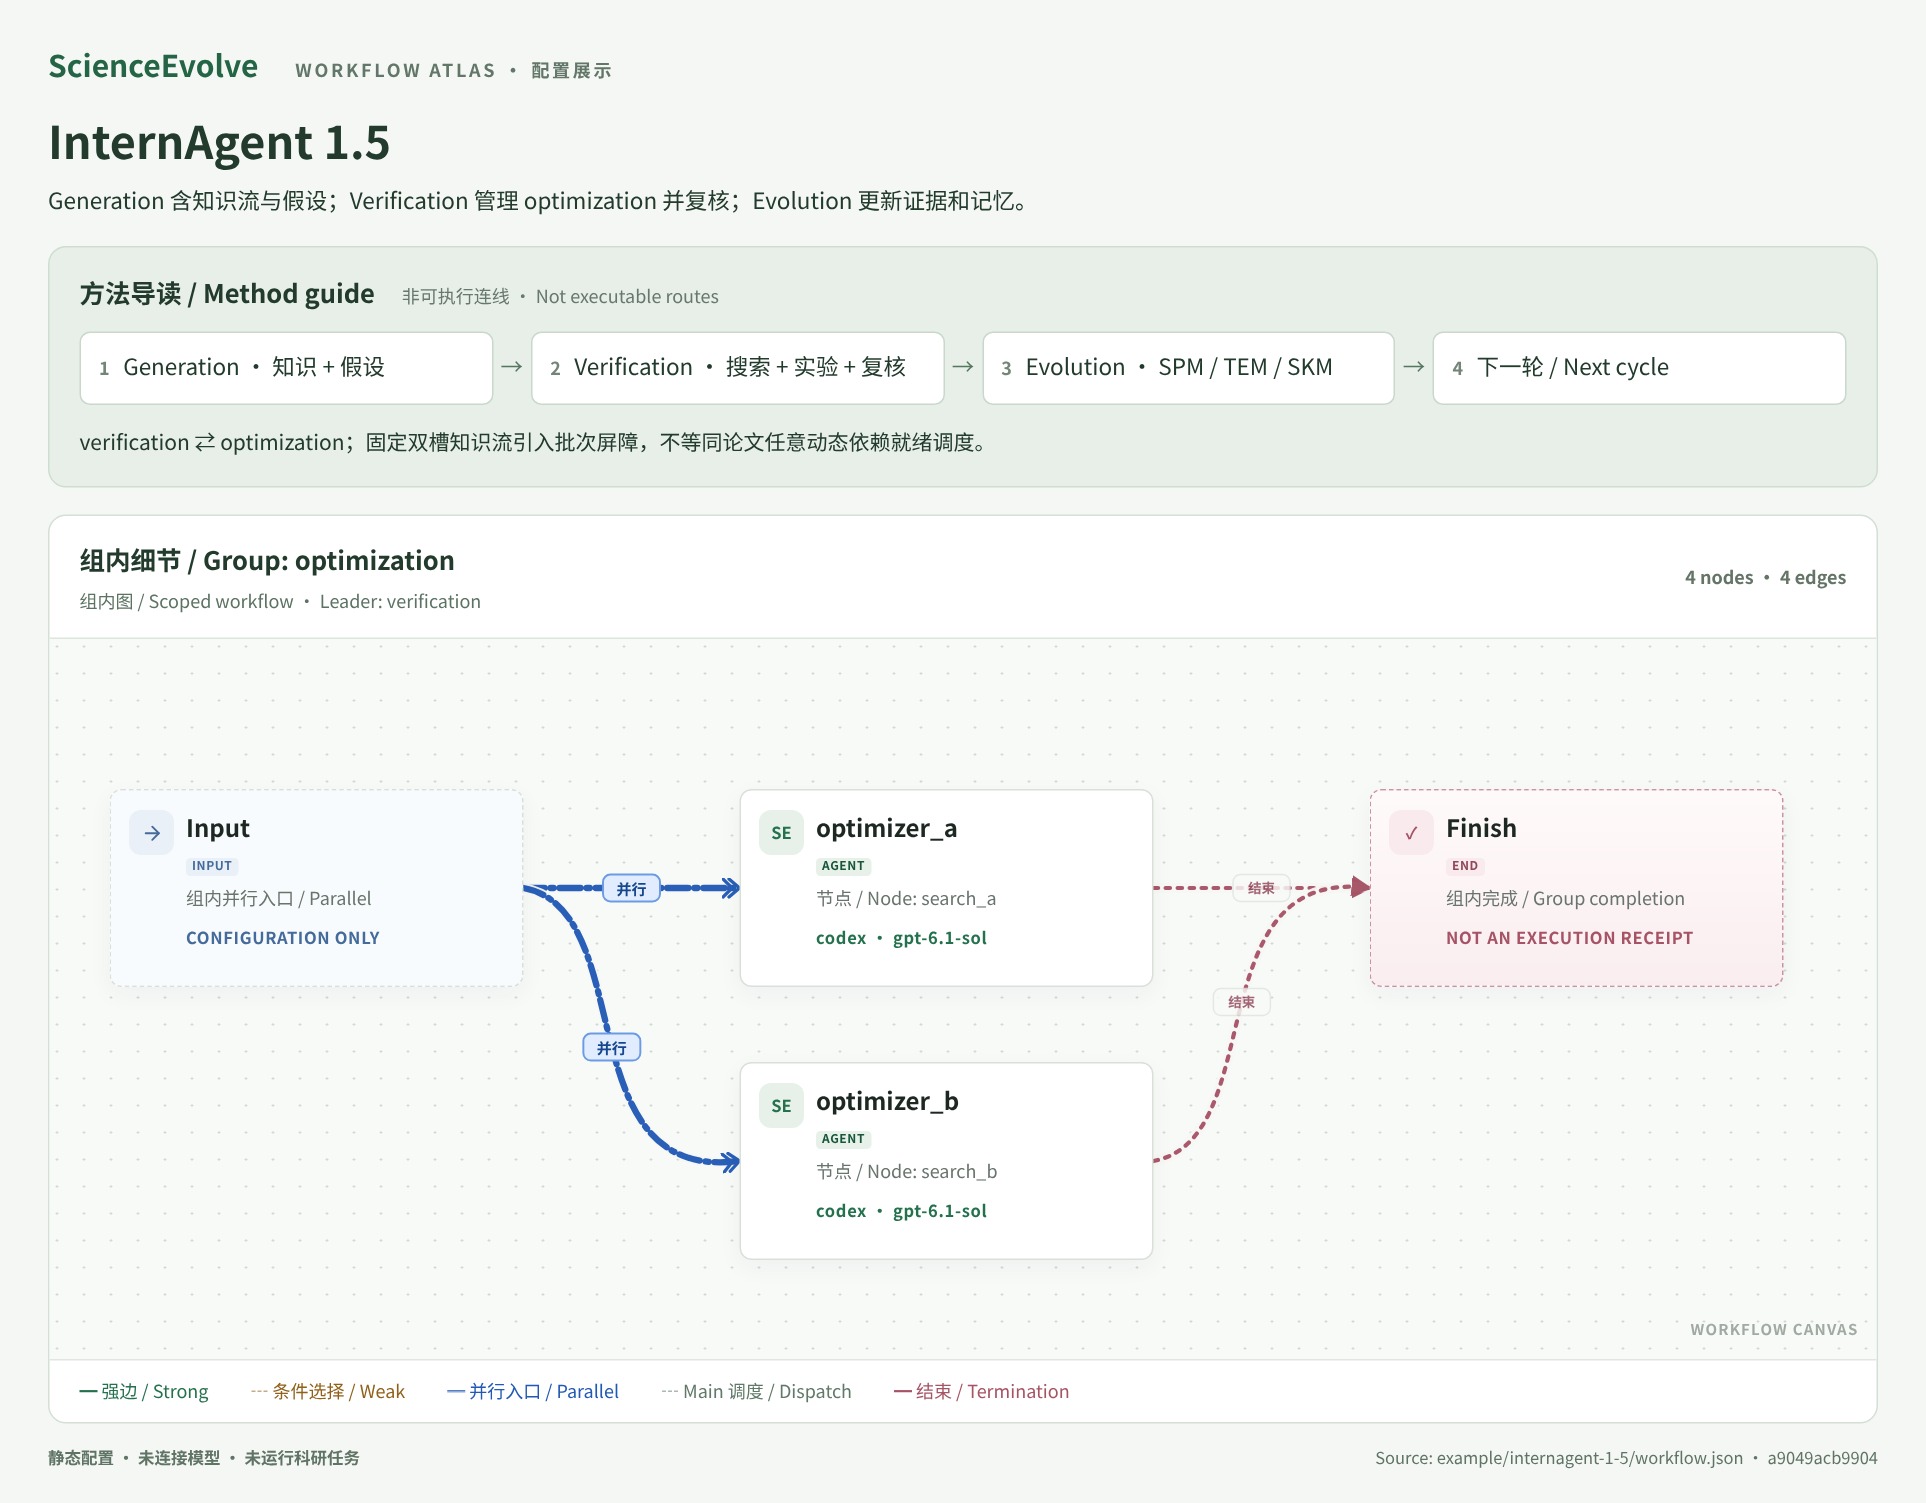 ScienceEvolve WORKFLOW ATLAS • 配置展示
InternAgent 1.5
Generation 含知识流与假设；Verification 管理 optimization 并复核；Evolution 更新证据和记忆。
方法导读 / Method guide 非可执行连线 • Not executable routes
1 Generation • 知识 + 假设 → 2 Verification • 搜索 + 实验 + 复核 → 3 Evolution • SPM / TEM / SKM → 4 下一轮 / Next cycle
verification ⇄ optimization；固定双槽知识流引入批次屏障，不等同论文任意动态依赖就绪调度。
组内细节 / Group: optimization
4 nodes • 4 edges
组内图 / Scoped workflow • Leader: verification
→ Input
INPUT
组内并行入口 / Parallel
CONFIGURATION ONLY
并行
并行
SE optimizer_a
AGENT
节点 / Node: search_a
codex • gpt-6.1-sol
SE optimizer_b
AGENT
节点 / Node: search_b
codex • gpt-6.1-sol
结束
结束
✓ Finish
END
组内完成 / Group completion
NOT AN EXECUTION RECEIPT
WORKFLOW CANVAS
强边 / Strong 条件选择 / Weak 并行入口 / Parallel Main 调度 / Dispatch 结束 / Termination
静态配置 • 未连接模型 • 未运行科研任务
Source: example/internagent-1-5/workflow.json • a9049acb9904